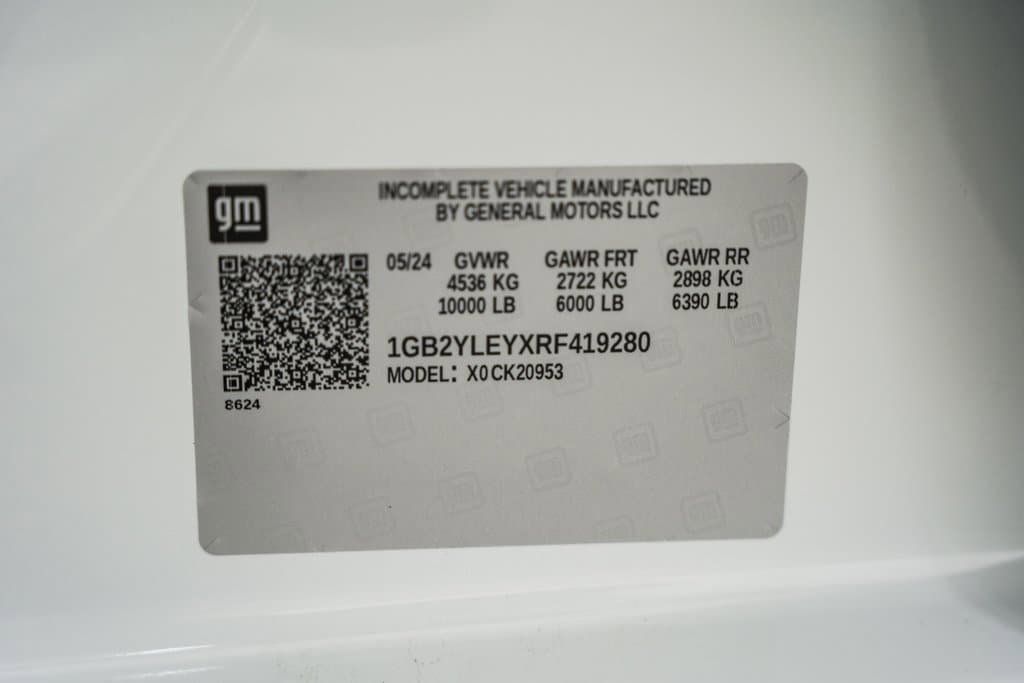 gm
INCOMPLETE VEHICLE MANUFACTURED
BY GENERAL MOTORS LLC
05/24 GVWR GAWR FRT GAWR RR
4536 KG 2722 KG 2898 KG
10000 LB 6000 LB 6390 LB
1GB2YLEYXRF419280
MODEL: X0CK20953
8624